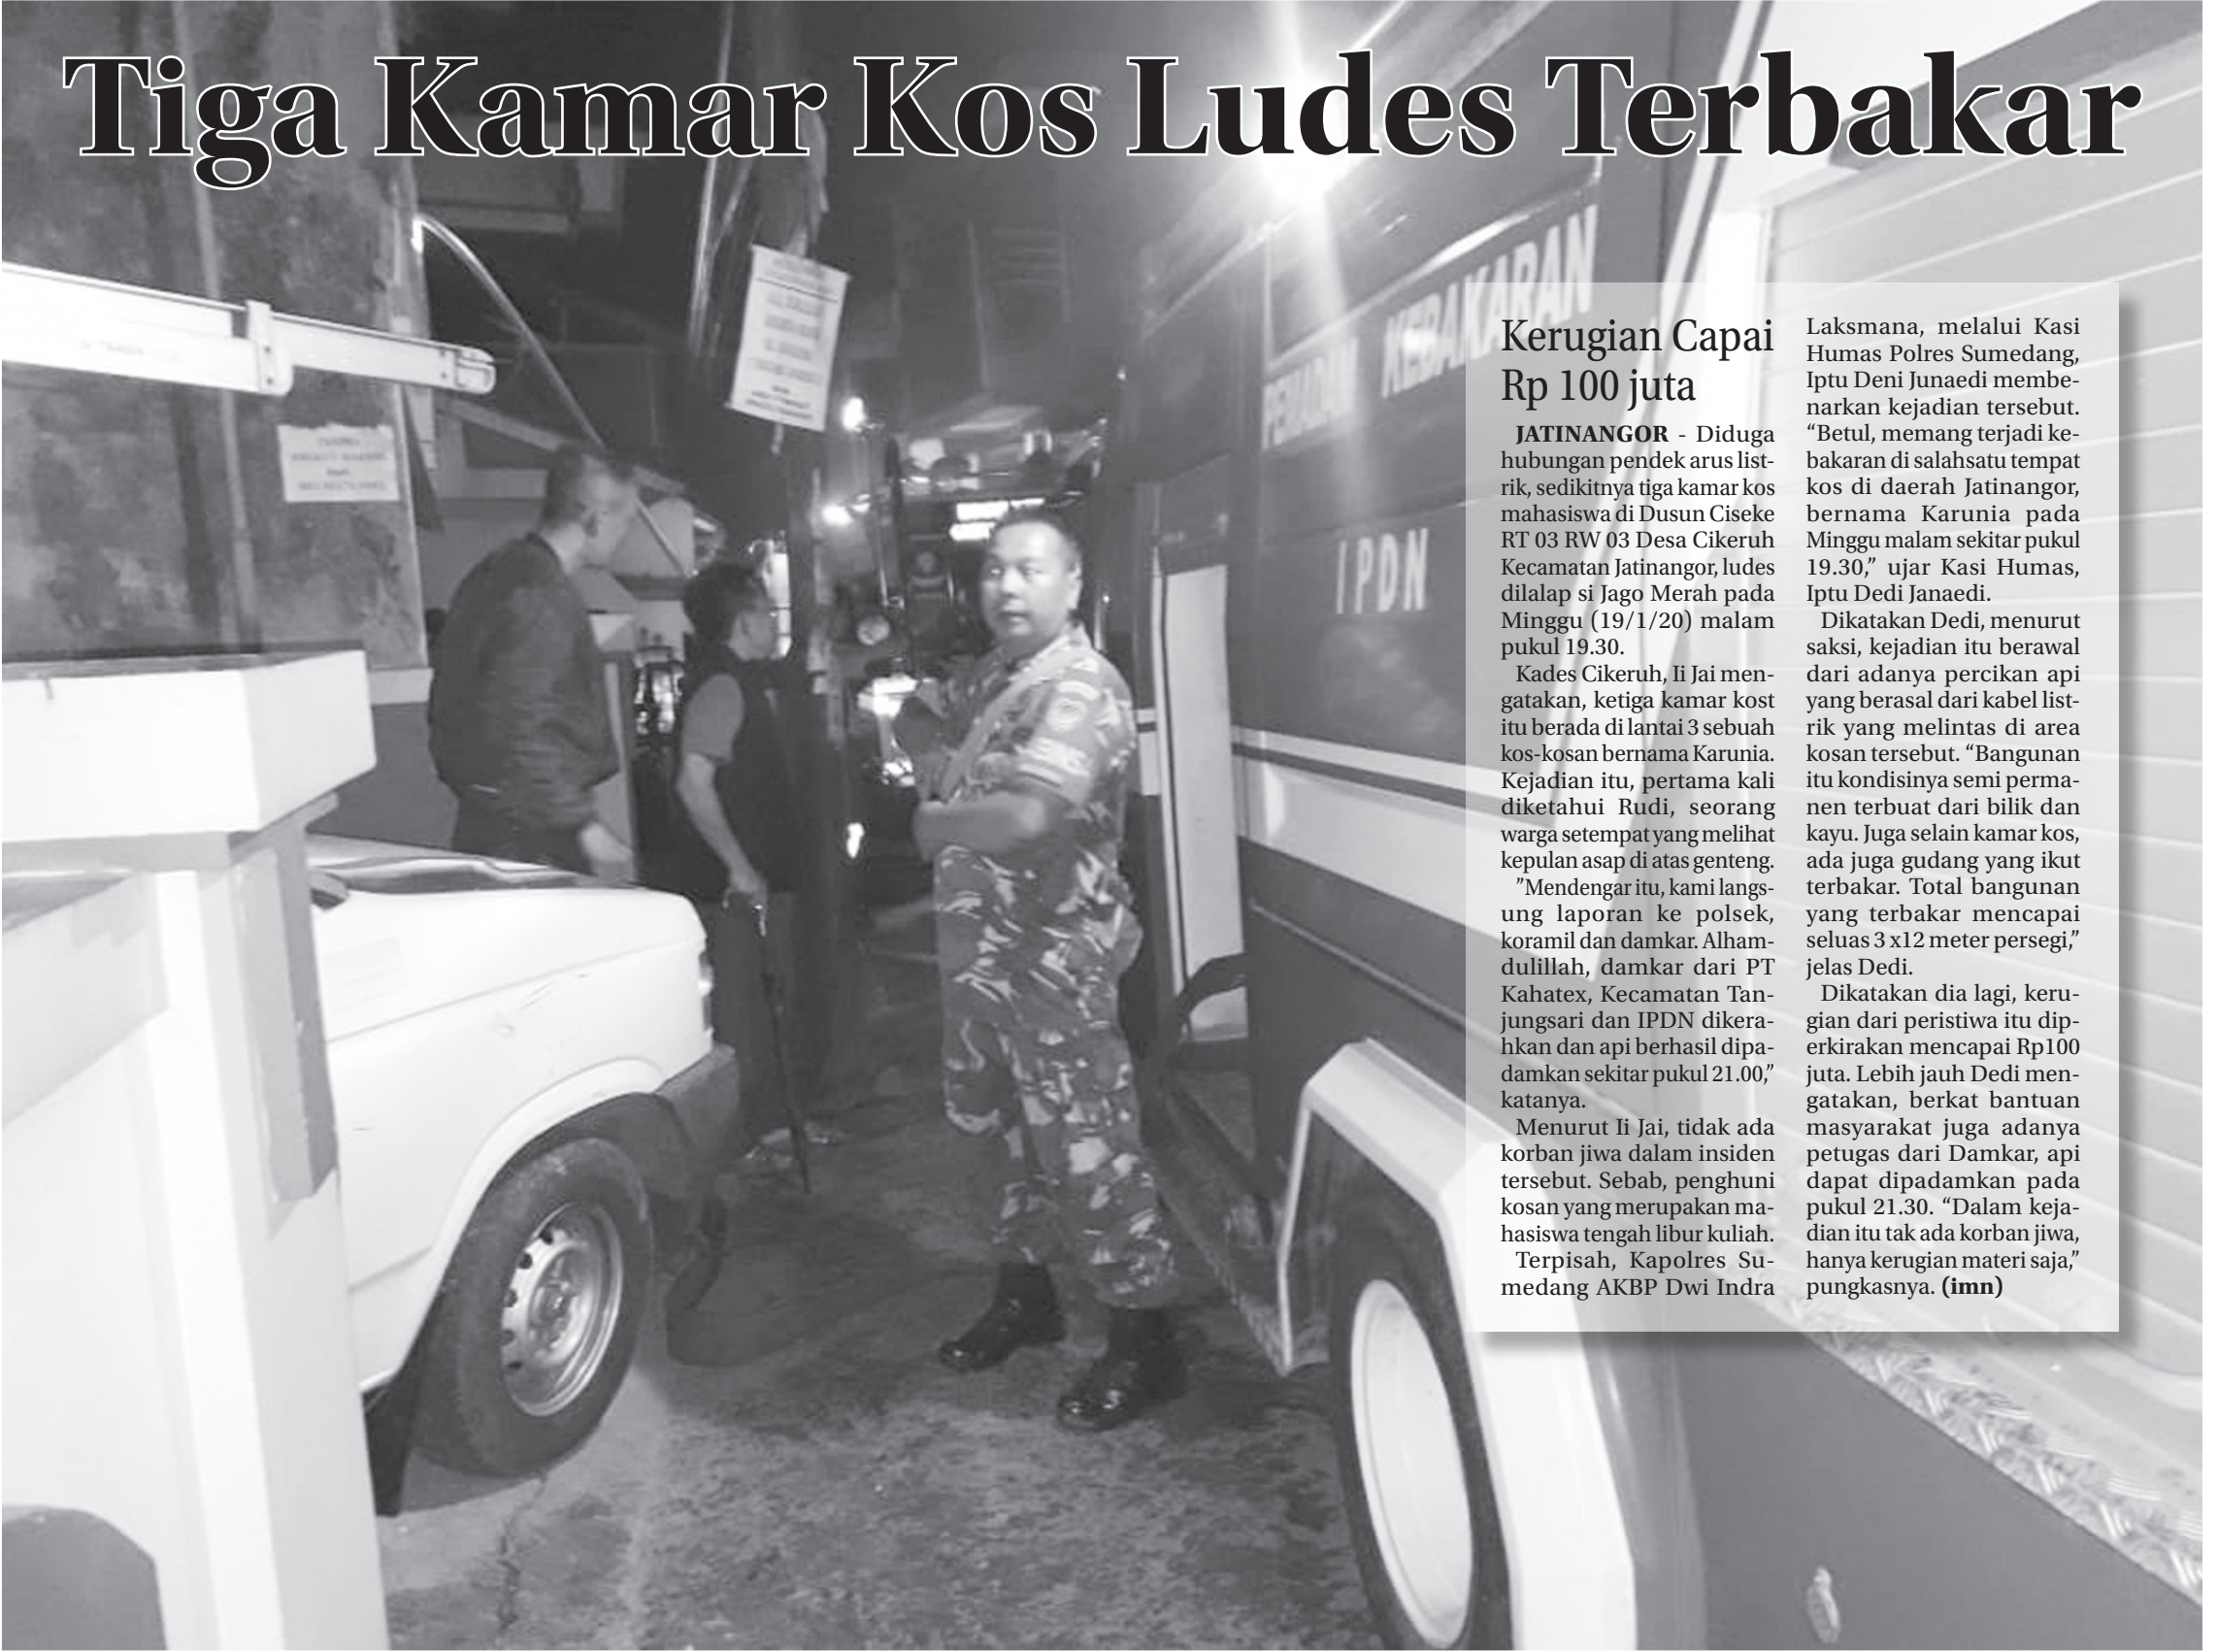 Tiga Kamar Kos Ludes Terbakar
KEBAKARAN
IPDN
Kerugian Capai
Rp 100 juta
JATINANGOR - Diduga
hubungan pendek arus list-
rik, sedikitnya tiga kamar kos
mahasiswa di Dusun Ciseke
RT 03 RW 03 Desa Cikeruh
Kecamatan Jatinangor, ludes
dilalap si Jago Merah pada
Minggu (19/1/20) malam
pukul 19.30.
Kades Cikeruh, Ii Jai men-
gatakan, ketiga kamar kost
itu berada di lantai 3 sebuah
kos-kosan bernama Karunia.
Kejadian itu, pertama kali
diketahui Rudi, seorang
warga setempat yang melihat
kepulan asap di atas genteng.
”Mendengar itu, kami langs-
ung laporan ke polsek,
koramil dan damkar. Alham-
dulillah, damkar dari PT
Kahatex, Kecamatan Tan-
jungsari dan IPDN dikera-
hkan dan api berhasil dipa-
damkan sekitar pukul 21.00,”
katanya.
Menurut Ii Jai, tidak ada
korban jiwa dalam insiden
tersebut. Sebab, penghuni
kosan yang merupakan ma-
hasiswa tengah libur kuliah.
Terpisah, Kapolres Su-
medang AKBP Dwi Indra
Laksmana, melalui Kasi
Humas Polres Sumedang,
Iptu Deni Junaedi membe-
narkan kejadian tersebut.
“Betul, memang terjadi ke-
bakaran di salahsatu tempat
kos di daerah Jatinangor,
bernama Karunia pada
Minggu malam sekitar pukul
19.30,” ujar Kasi Humas,
Iptu Dedi Janaedi.
Dikatakan Dedi, menurut
saksi, kejadian itu berawal
dari adanya percikan api
yang berasal dari kabel list-
rik yang melintas di area
kosan tersebut. “Bangunan
itu kondisinya semi perma-
nen terbuat dari bilik dan
kayu. Juga selain kamar kos,
ada juga gudang yang ikut
terbakar. Total bangunan
yang terbakar mencapai
seluas 3 x12 meter persegi,”
jelas Dedi.
Dikatakan dia lagi, keru-
gian dari peristiwa itu dip-
erkirakan mencapai Rp100
juta. Lebih jauh Dedi men-
gatakan, berkat bantuan
masyarakat juga adanya
petugas dari Damkar, api
dapat dipadamkan pada
pukul 21.30. “Dalam keja-
dian itu tak ada korban jiwa,
hanya kerugian materi saja,”
pungkasnya. (imn)